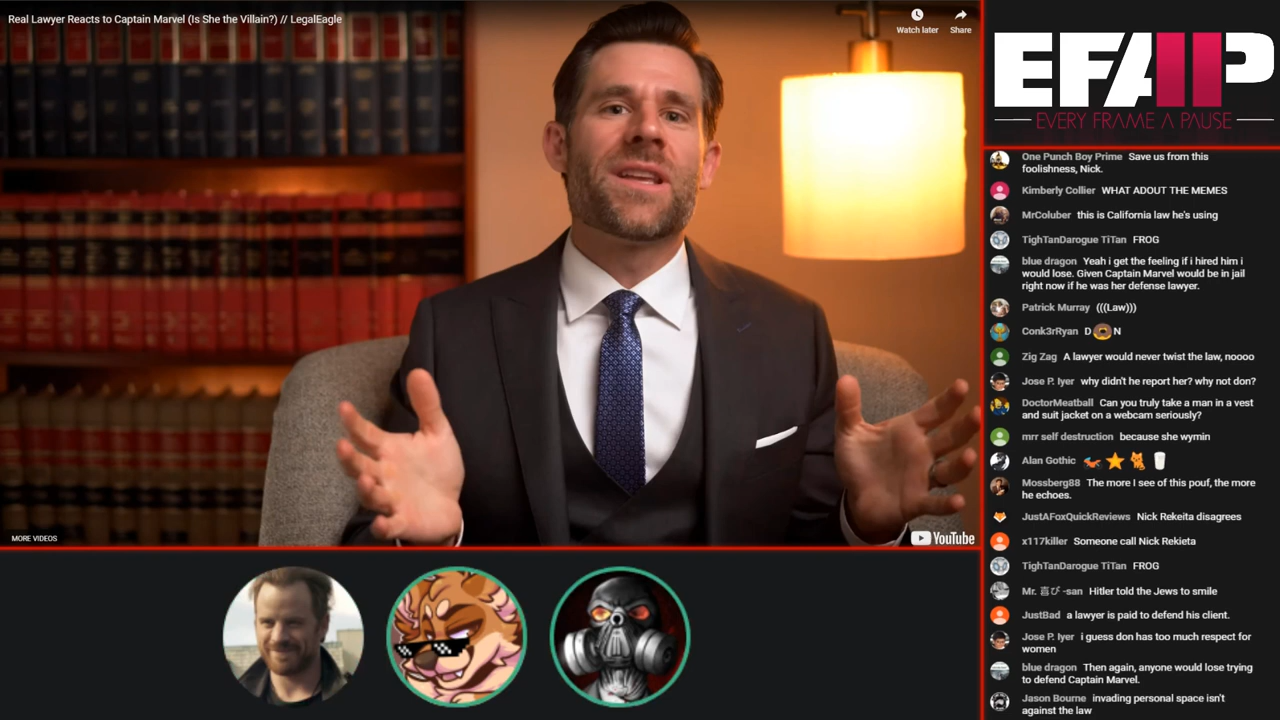 Real Lawyer Reacts to Captain Marvel (Is She the Villain?) // LegalEagle
Watch later
Share
MORE VIDEOS
YouTube
EFAP
EVERY FRAME A PAUSE
One Punch Boy Prime Save us from this
foolishness, Nick.
Kimberly Collier WHAT ADOUT THE MEMES
MrColuber this is California law he's using
TighTanDarogue TiTan FROG
blue dragon Yeah i get the feeling if i hired him i
would lose. Given Captain Marvel would be in jail
right now if he was her defense lawyer.
Patrick Murray (((Law)))
Conk3rRyan D🍩N
Zig Zag A lawyer would never twist the law, noooo
Jose P. Iyer why didn't he report her? why not don?
DoctorMeatball Can you truly take a man in a vest
and suit jacket on a webcam seriously?
mrr self destruction because she wymin
Alan Gothic 🏍️⭐🐈🥛
Mossberg88 The more I see of this pouf, the more
he echoes.
JustAFoxQuickReviews Nick Rekeita disagrees
x117killer Someone call Nick Rekieta
TighTanDarogue TiTan FROG
Mr. 喜び -san Hitler told the Jews to smile
JustBad a lawyer is paid to defend his client.
Jose P. Iyer i guess don has too much respect for
women
blue dragon Then again, anyone would lose trying
to defend Captain Marvel.
Jason Bourne invading personal space isn't
against the law